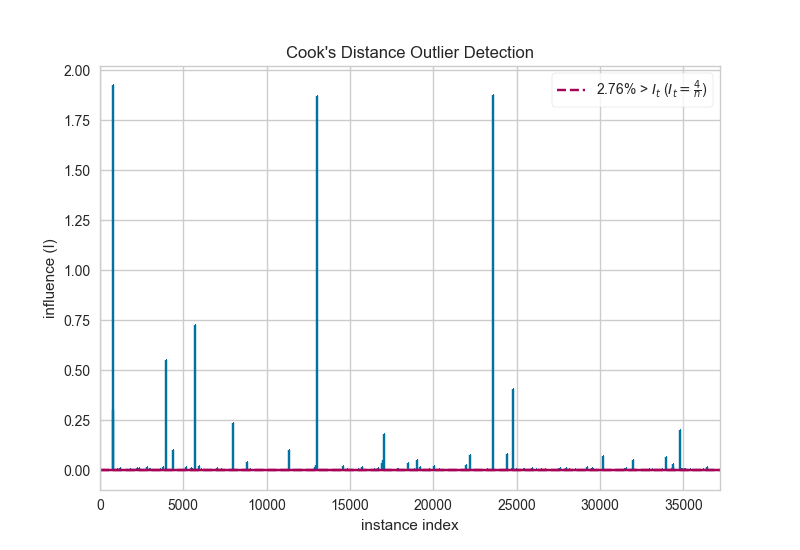 Cook's Distance Outlier Detection
2.76% > I_t (I_t = 4/n)
2.00
1.75
1.50
1.25
1.00
0.75
0.50
0.25
0.00
influence (I)
0 5000 10000 15000 20000 25000 30000 35000
instance index